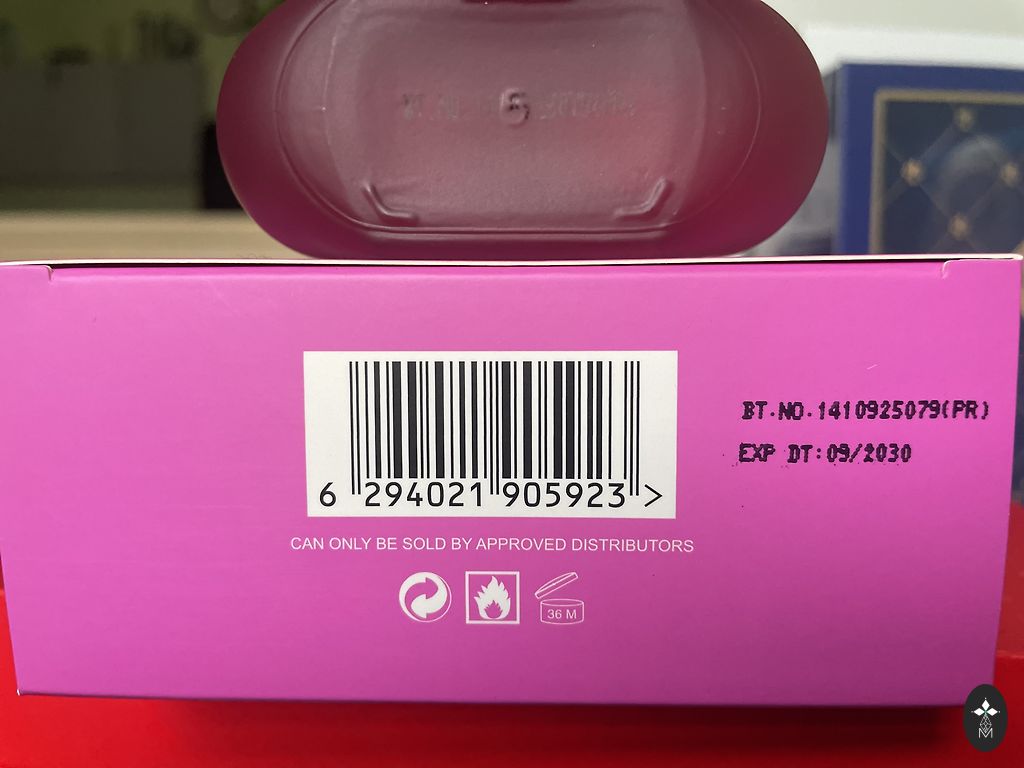 BT.NO.1410925079(PR)
EXP DT:09/2030
6 294021 905923 >
CAN ONLY BE SOLD BY APPROVED DISTRIBUTORS
36 M
M